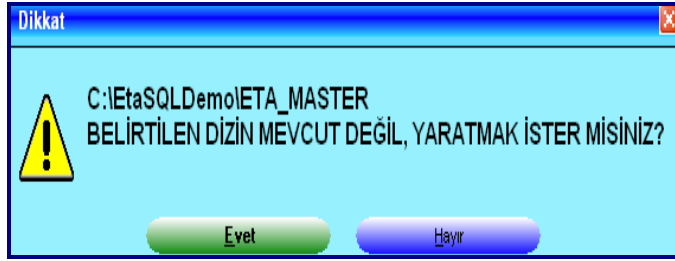 Dikkat
C:\EtaSQLDemo\ETA_MASTER
BELİRTİLEN DİZİN MEVCUT DEĞİL, YARATMAK İSTER MİSİNİZ?
Evet
Hayır